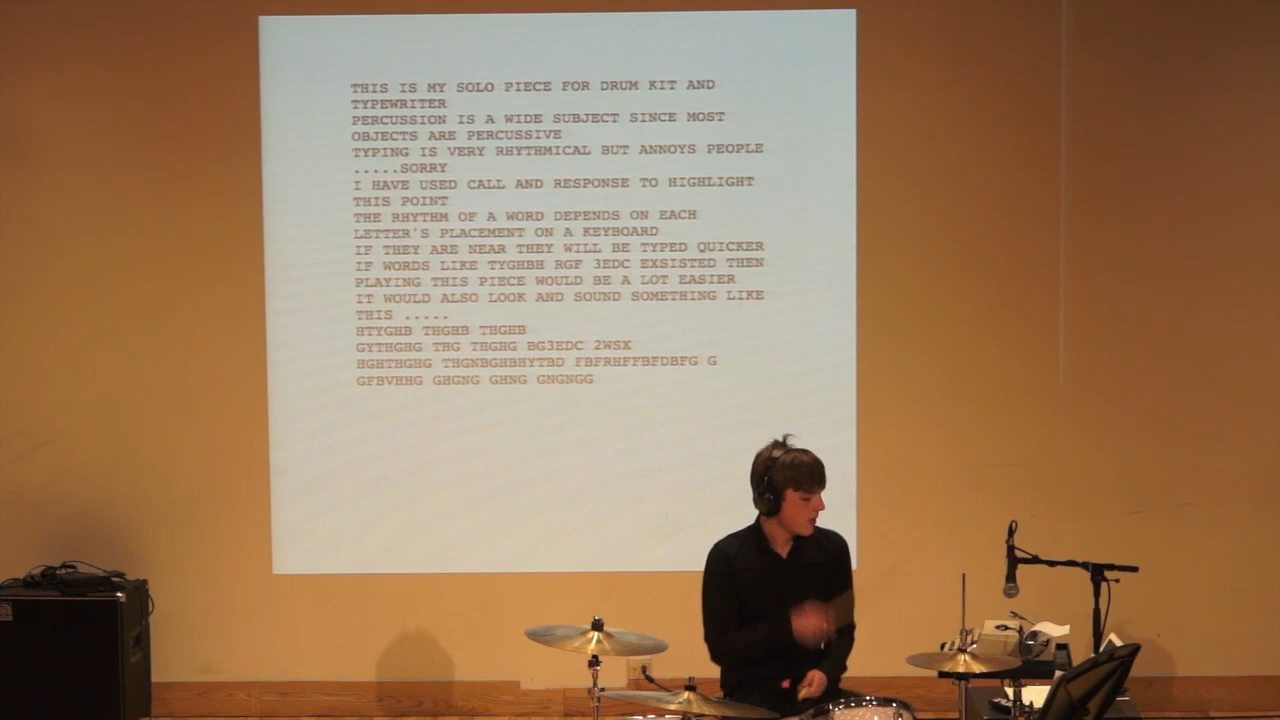 THIS IS MY SOLO PIECE FOR DRUM KIT AND
TYPEWRITER
PERCUSSION IS A WIDE SUBJECT SINCE MOST
OBJECTS ARE PERCUSSIVE
TYPING IS VERY RHYTHMICAL BUT ANNOYS PEOPLE
.....SORRY
I HAVE USED CALL AND RESPONSE TO HIGHLIGHT
THIS POINT
THE RHYTHM OF A WORD DEPENDS ON EACH
LETTER'S PLACEMENT ON A KEYBOARD
IF THEY ARE NEAR THEY WILL BE TYPED QUICKER
IF WORDS LIKE TYGHBH RGF 3EDC EXSISTED THEN
PLAYING THIS PIECE WOULD BE A LOT EASIER
IT WOULD ALSO LOOK AND SOUND SOMETHING LIKE
THIS .....
HTYGHB THGHB THGHB
GYTHGHG THG THGHG BG3EDC 2WSX
HGHTHGHG THGNBGHBHYTBD FBFRHFFBFDBFG G
GFBVHHG GHGNG GHNG GNGNGG